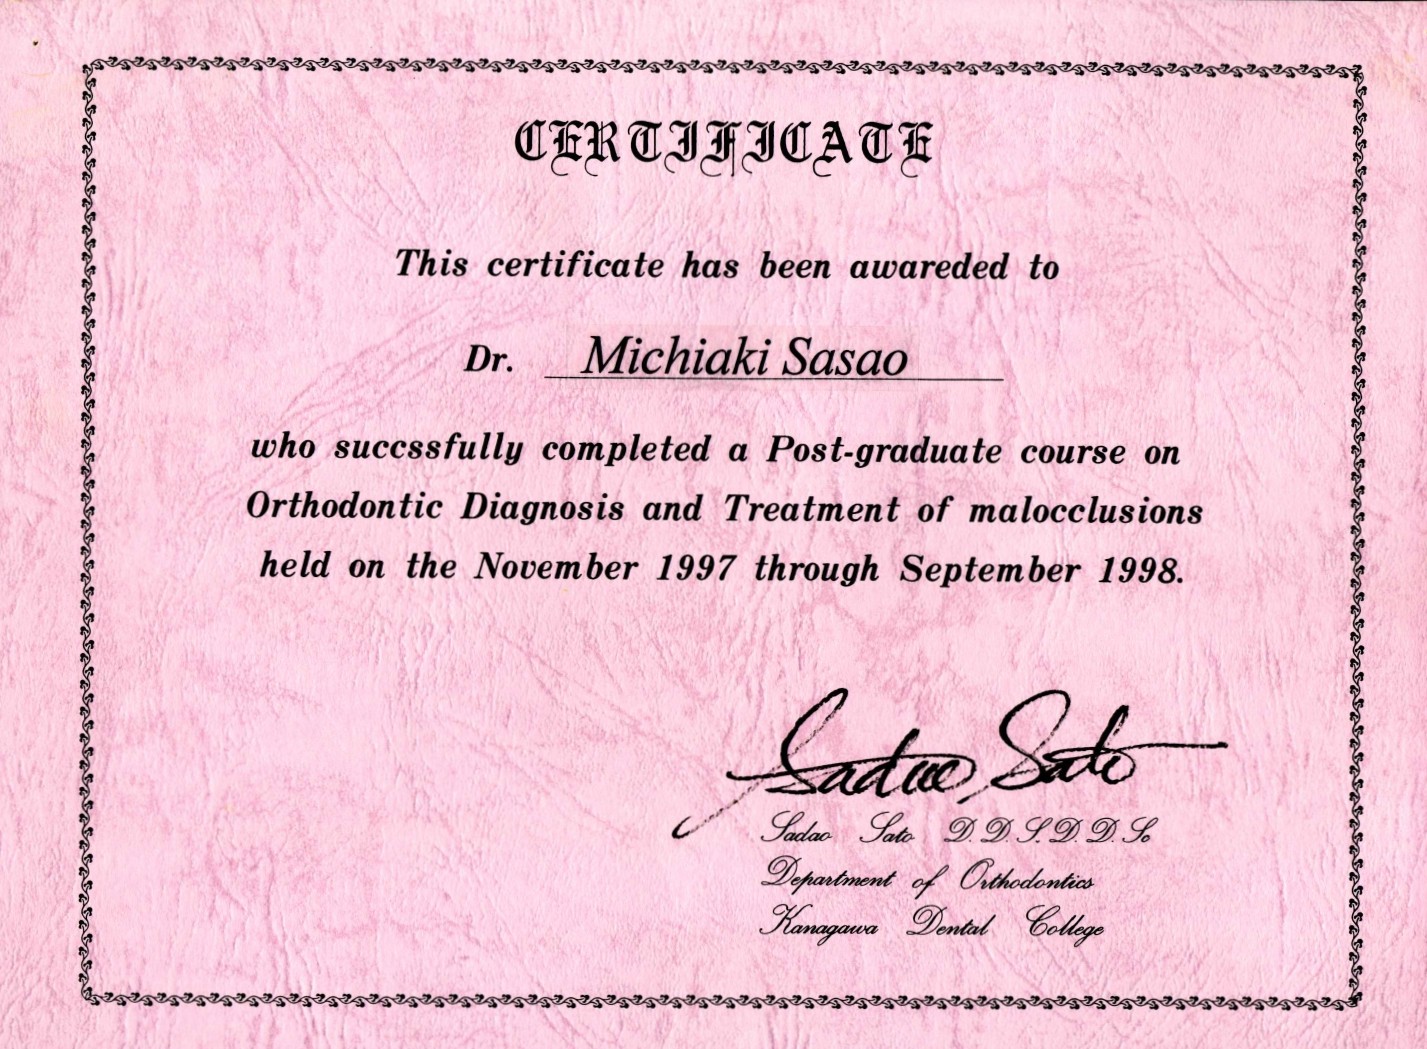 CERTIFICATE
This certificate has been awareded to
Dr. Michiaki Sasao
who succssfully completed a Post-graduate course on
Orthodontic Diagnosis and Treatment of malocclusions
held on the November 1997 through September 1998.
Sadao Sato
Sadao Sato D.D.S.D.D.Sc
Department of Orthodontics
Kanagawa Dental College